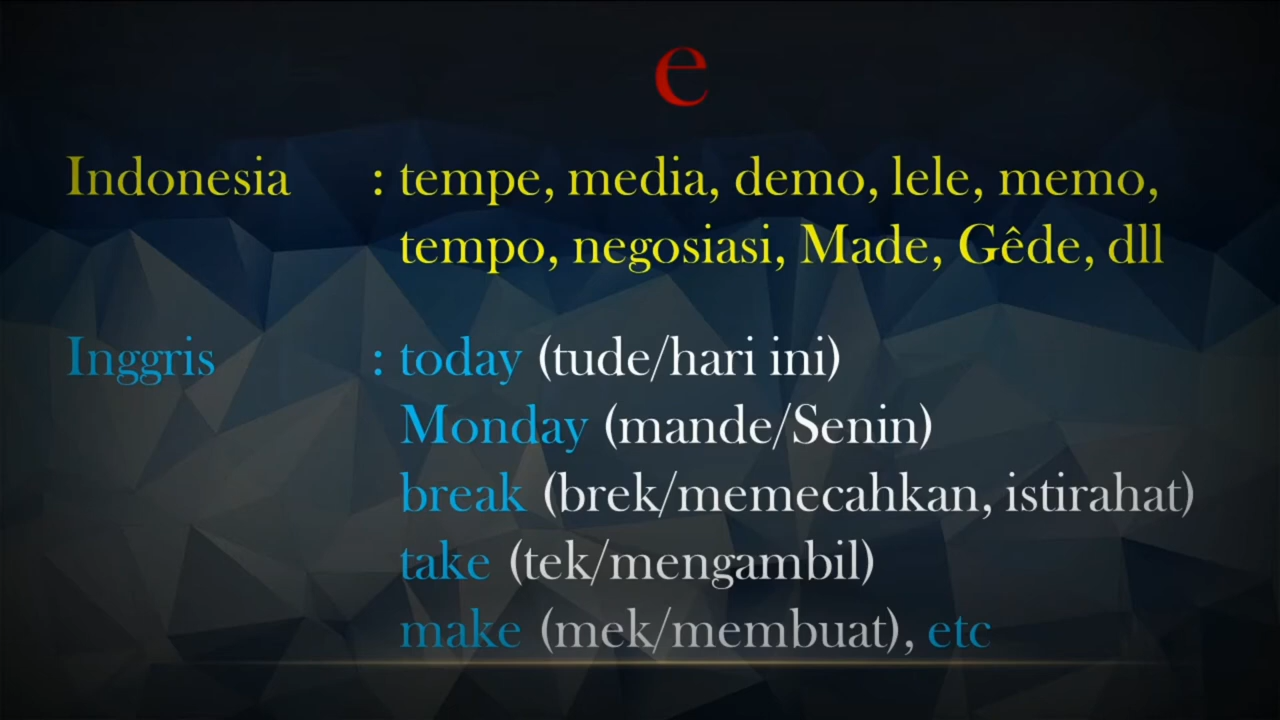 e
Indonesia : tempe, media, demo, lele, memo,
tempo, negosiasi, Made, Gêde, dll
Inggris : today (tude/hari ini)
Monday (mande/Senin)
break (brek/memecahkan, istirahat)
take (tek/mengambil)
make (mek/membuat), etc